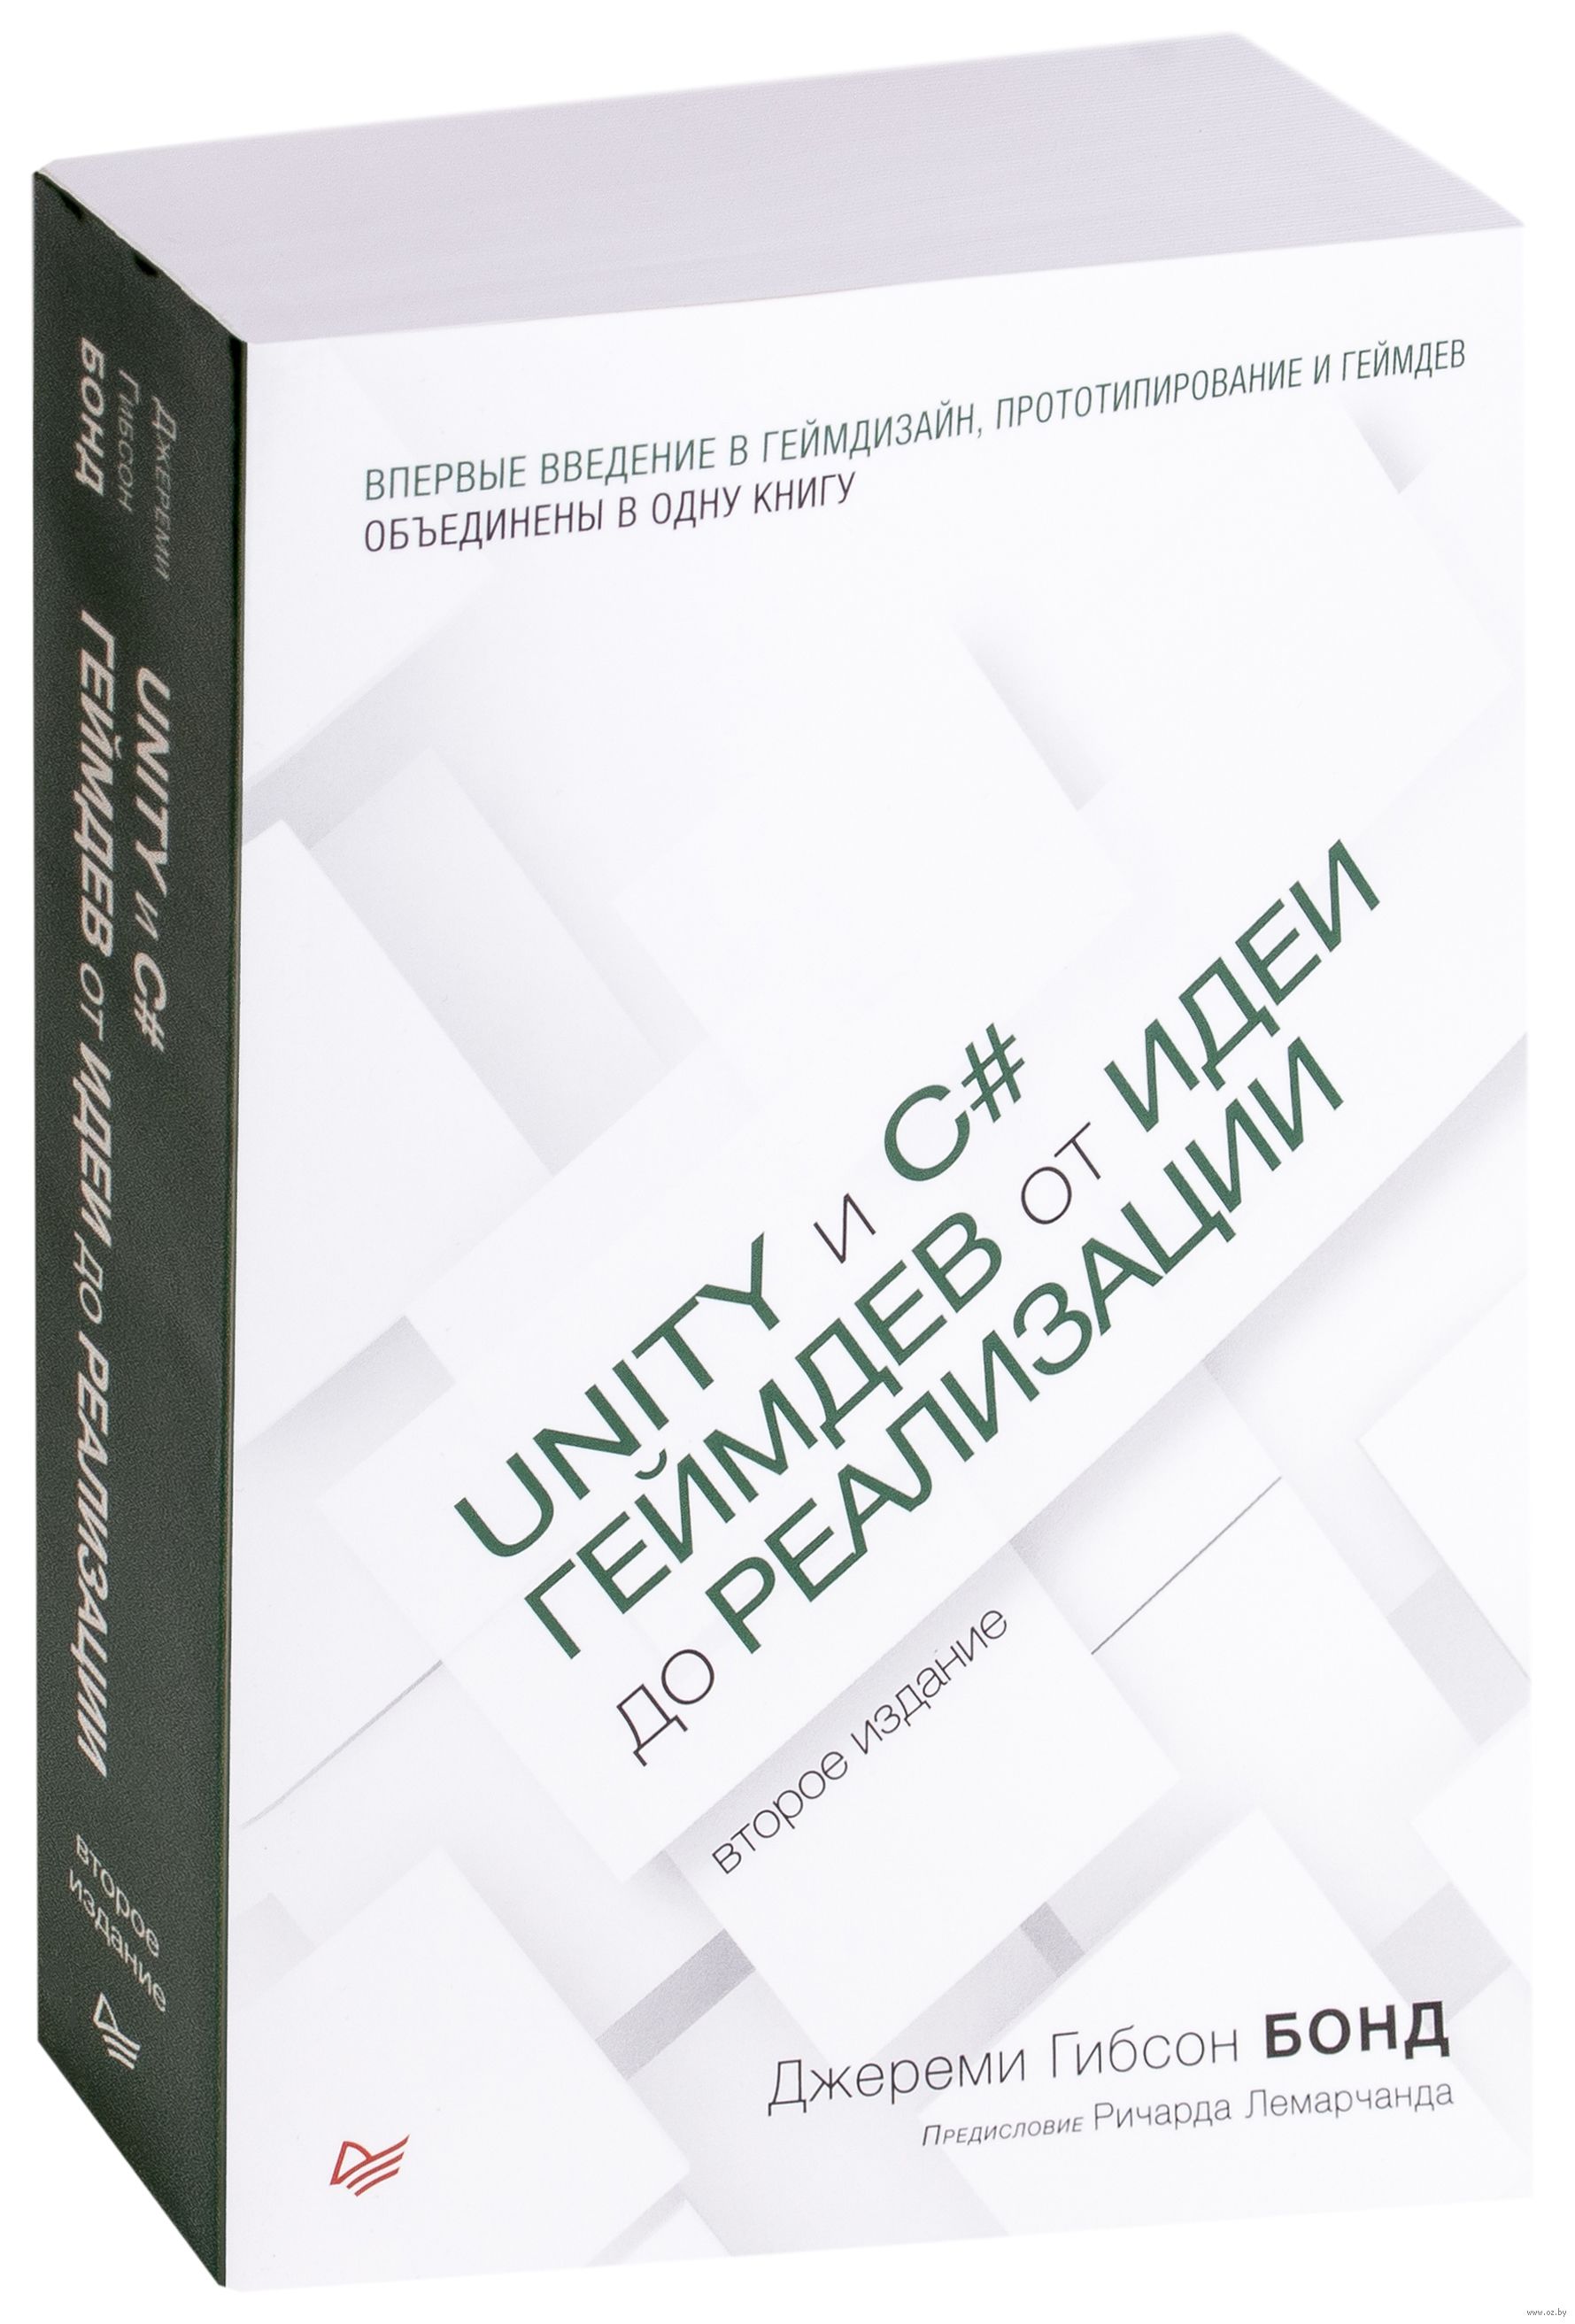 ВПЕРВЫЕ ВВЕДЕНИЕ В ГЕЙМДИЗАЙН, ПРОТОТИПИРОВАНИЕ И ГЕЙМДЕВ
ОБЪЕДИНЕНЫ В ОДНУ КНИГУ
UNITY И C#
ГЕЙМДЕВ ОТ ИДЕИ
ДО РЕАЛИЗАЦИИ
второе издание
Джереми Гибсон БОНД
ПРЕДИСЛОВИЕ Ричарда Лемарчанда
ДЖЕРЕМИ
ГИБСОН
БОНД
UNITY И C#
ГЕЙМДЕВ ОТ ИДЕИ ДО РЕАЛИЗАЦИИ
второе
издание
www.oz.by